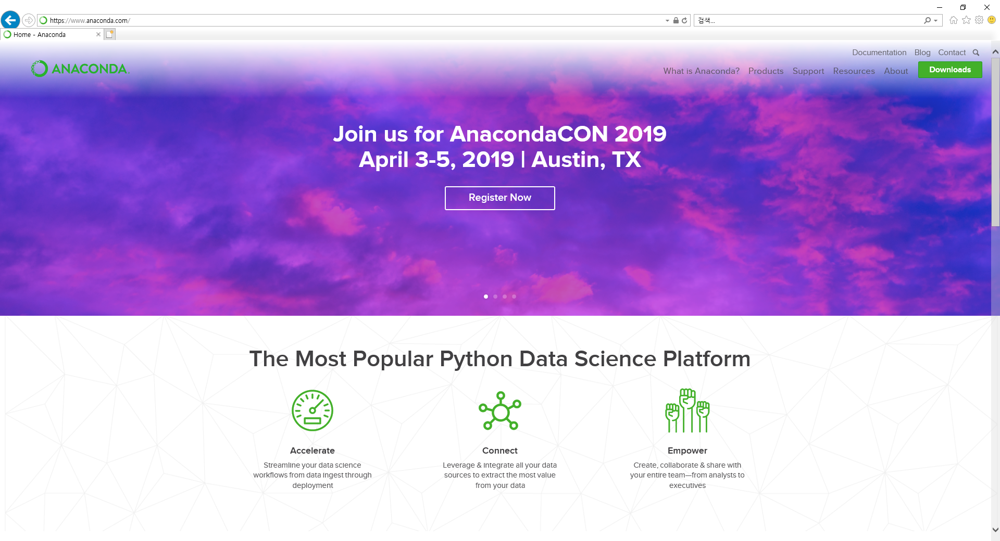 https://www.anaconda.com/
검색...
Home - Anaconda
Documentation Blog Contact
ANACONDA.
What is Anaconda? Products Support Resources About Downloads
Join us for AnacondaCON 2019
April 3-5, 2019 | Austin, TX
Register Now
The Most Popular Python Data Science Platform
Accelerate
Streamline your data science
workflows from data ingest through
deployment
Connect
Leverage & integrate all your data
sources to extract the most value
from your data
Empower
Create, collaborate & share with
your entire team—from analysts to
executives